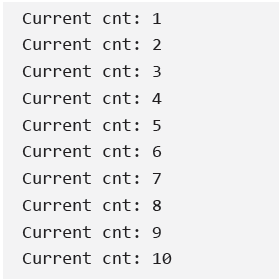 Current cnt: 1
Current cnt: 2
Current cnt: 3
Current cnt: 4
Current cnt: 5
Current cnt: 6
Current cnt: 7
Current cnt: 8
Current cnt: 9
Current cnt: 10